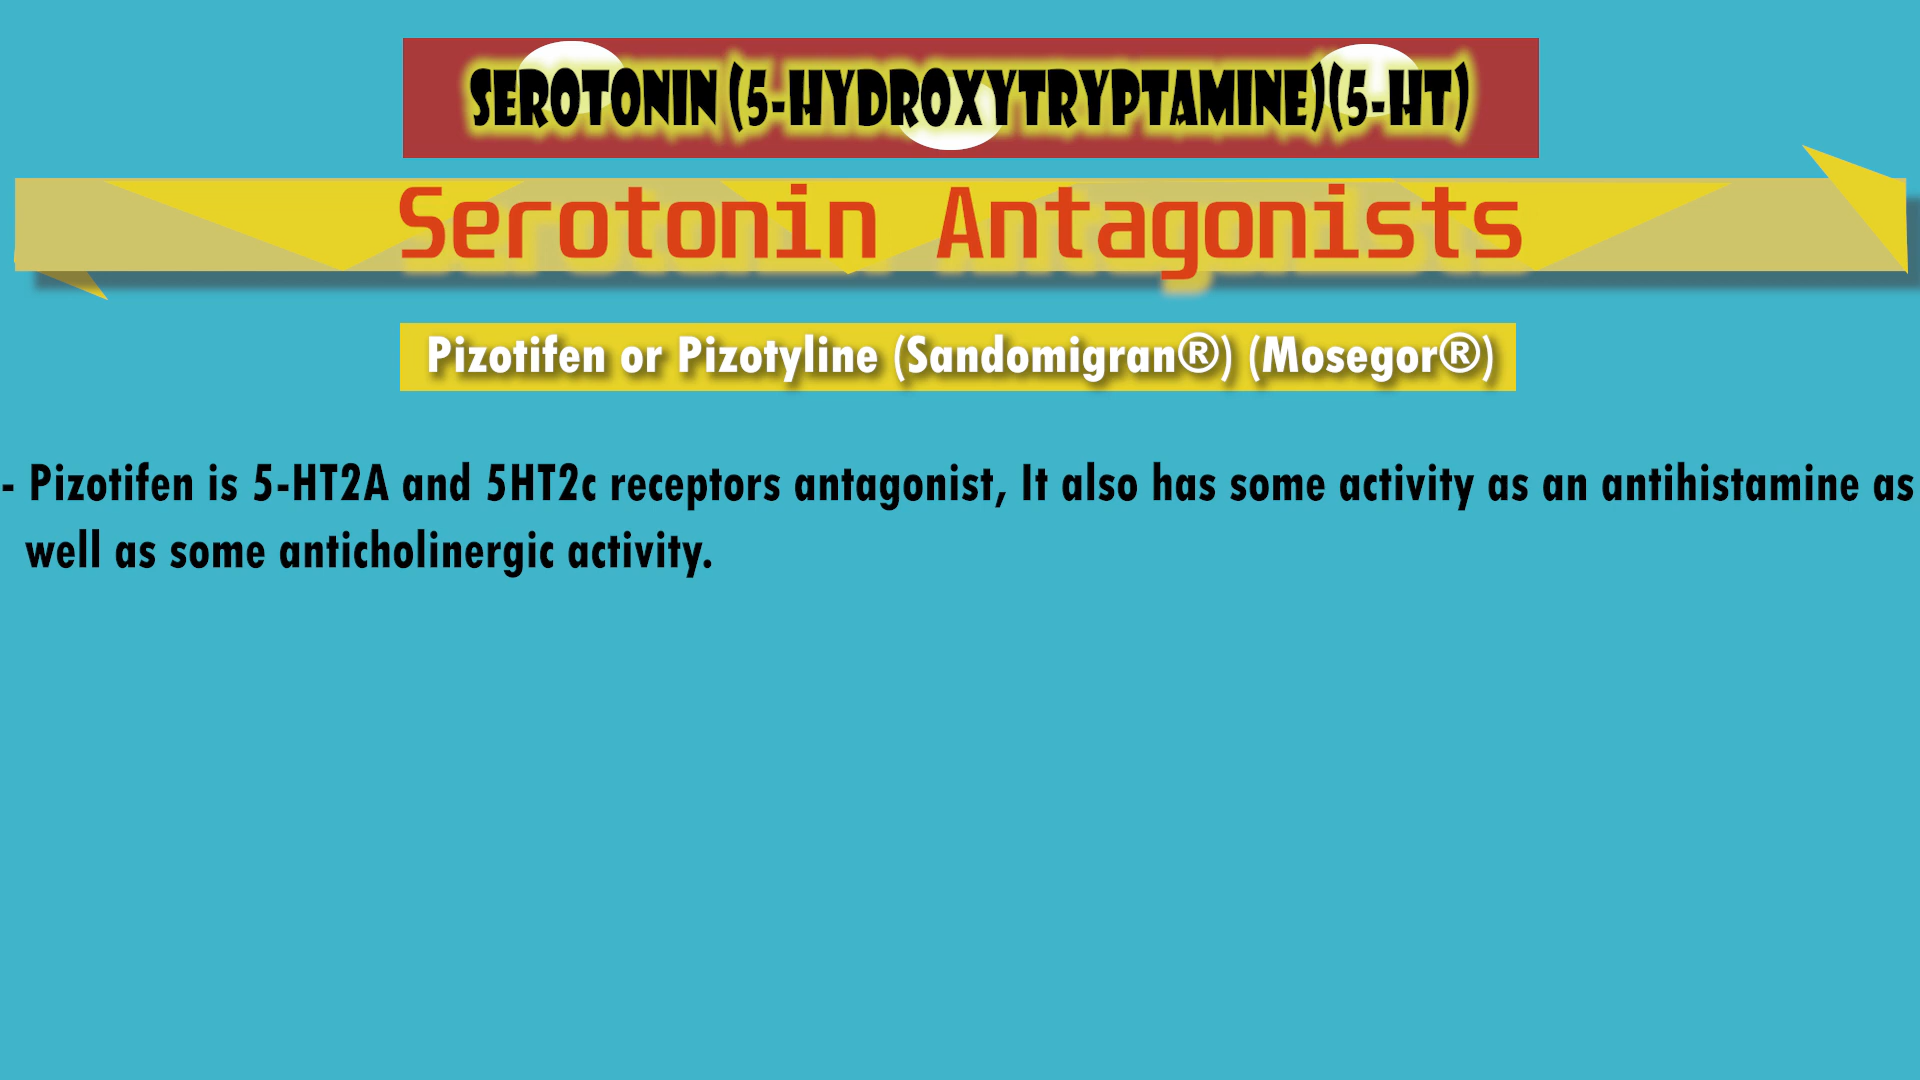 SEROTONIN (5-HYDROXYTRYPTAMINE)(5-HT)
Serotonin Antagonists
Pizotifen or Pizotyline (Sandomigran®) (Mosegor®)
- Pizotifen is 5-HT2A and 5HT2c receptors antagonist, It also has some activity as an antihistamine as
well as some anticholinergic activity.